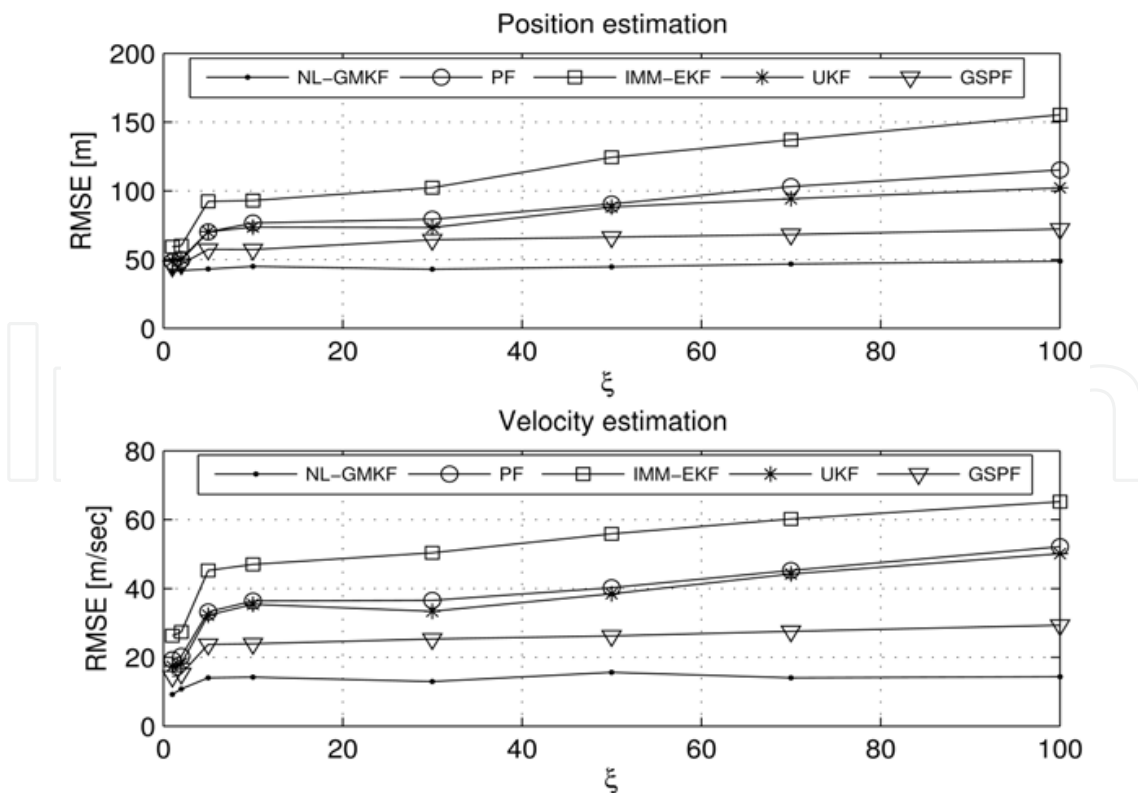 Position estimation
200
150
100
50
0
RMSE [m]
NL-GMKF PF IMM-EKF UKF GSPF
0 20 40 60 80 100
ξ
Velocity estimation
80
60
40
20
0
RMSE [m/sec]
NL-GMKF PF IMM-EKF UKF GSPF
0 20 40 60 80 100
ξ